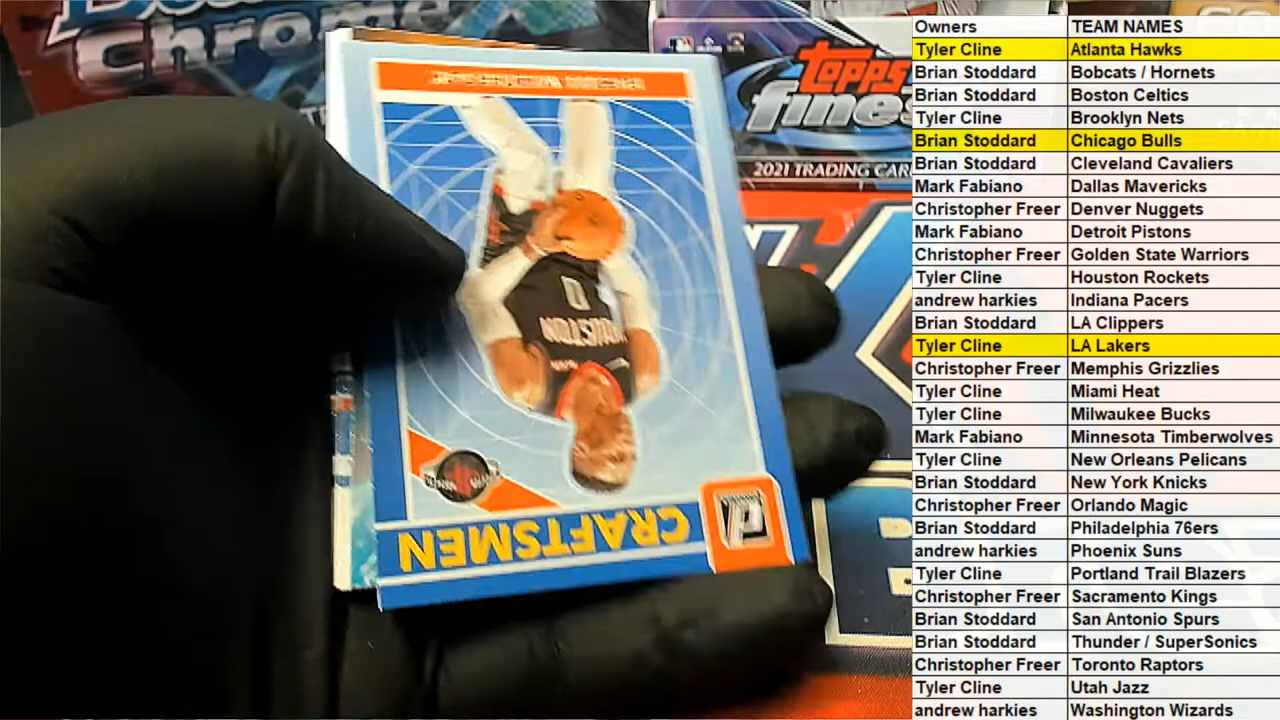 Bowman
Chrome
topps
fines
2021 TRADING CAR
HOUSTON
0
CRAFTSMEN
Owners TEAM NAMES
Tyler Cline Atlanta Hawks
Brian Stoddard Bobcats / Hornets
Brian Stoddard Boston Celtics
Tyler Cline Brooklyn Nets
Brian Stoddard Chicago Bulls
Brian Stoddard Cleveland Cavaliers
Mark Fabiano Dallas Mavericks
Christopher Freer Denver Nuggets
Mark Fabiano Detroit Pistons
Christopher Freer Golden State Warriors
Tyler Cline Houston Rockets
andrew harkies Indiana Pacers
Brian Stoddard LA Clippers
Tyler Cline LA Lakers
Christopher Freer Memphis Grizzlies
Tyler Cline Miami Heat
Tyler Cline Milwaukee Bucks
Mark Fabiano Minnesota Timberwolves
Tyler Cline New Orleans Pelicans
Brian Stoddard New York Knicks
Christopher Freer Orlando Magic
Brian Stoddard Philadelphia 76ers
andrew harkies Phoenix Suns
Tyler Cline Portland Trail Blazers
Christopher Freer Sacramento Kings
Brian Stoddard San Antonio Spurs
Brian Stoddard Thunder / SuperSonics
Christopher Freer Toronto Raptors
Tyler Cline Utah Jazz
andrew harkies Washington Wizards